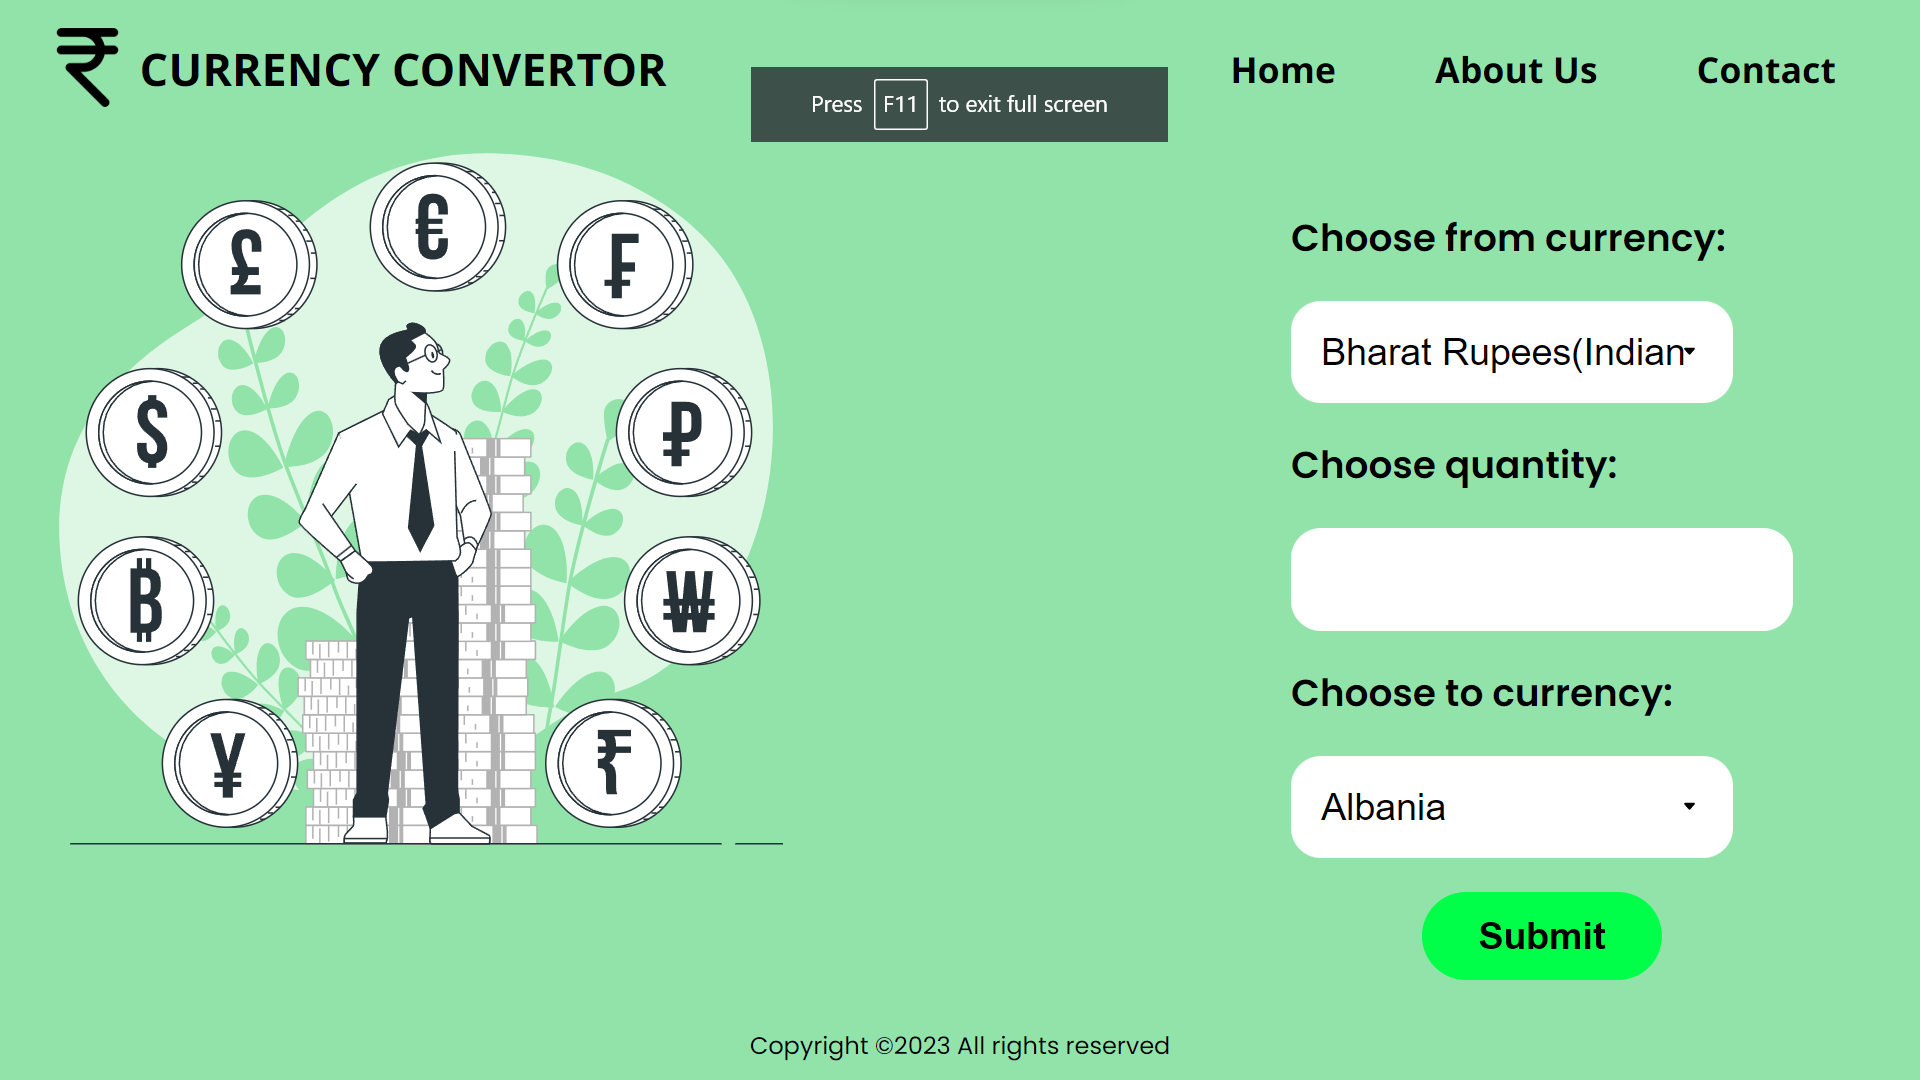 ₹ CURRENCY CONVERTOR
Home About Us Contact
Press F11 to exit full screen
£ € ₣
$ ₽
₿ ₩
¥ ₹
Choose from currency:
Bharat Rupees(Indian
Choose quantity:
Choose to currency:
Albania
Submit
Copyright ©2023 All rights reserved